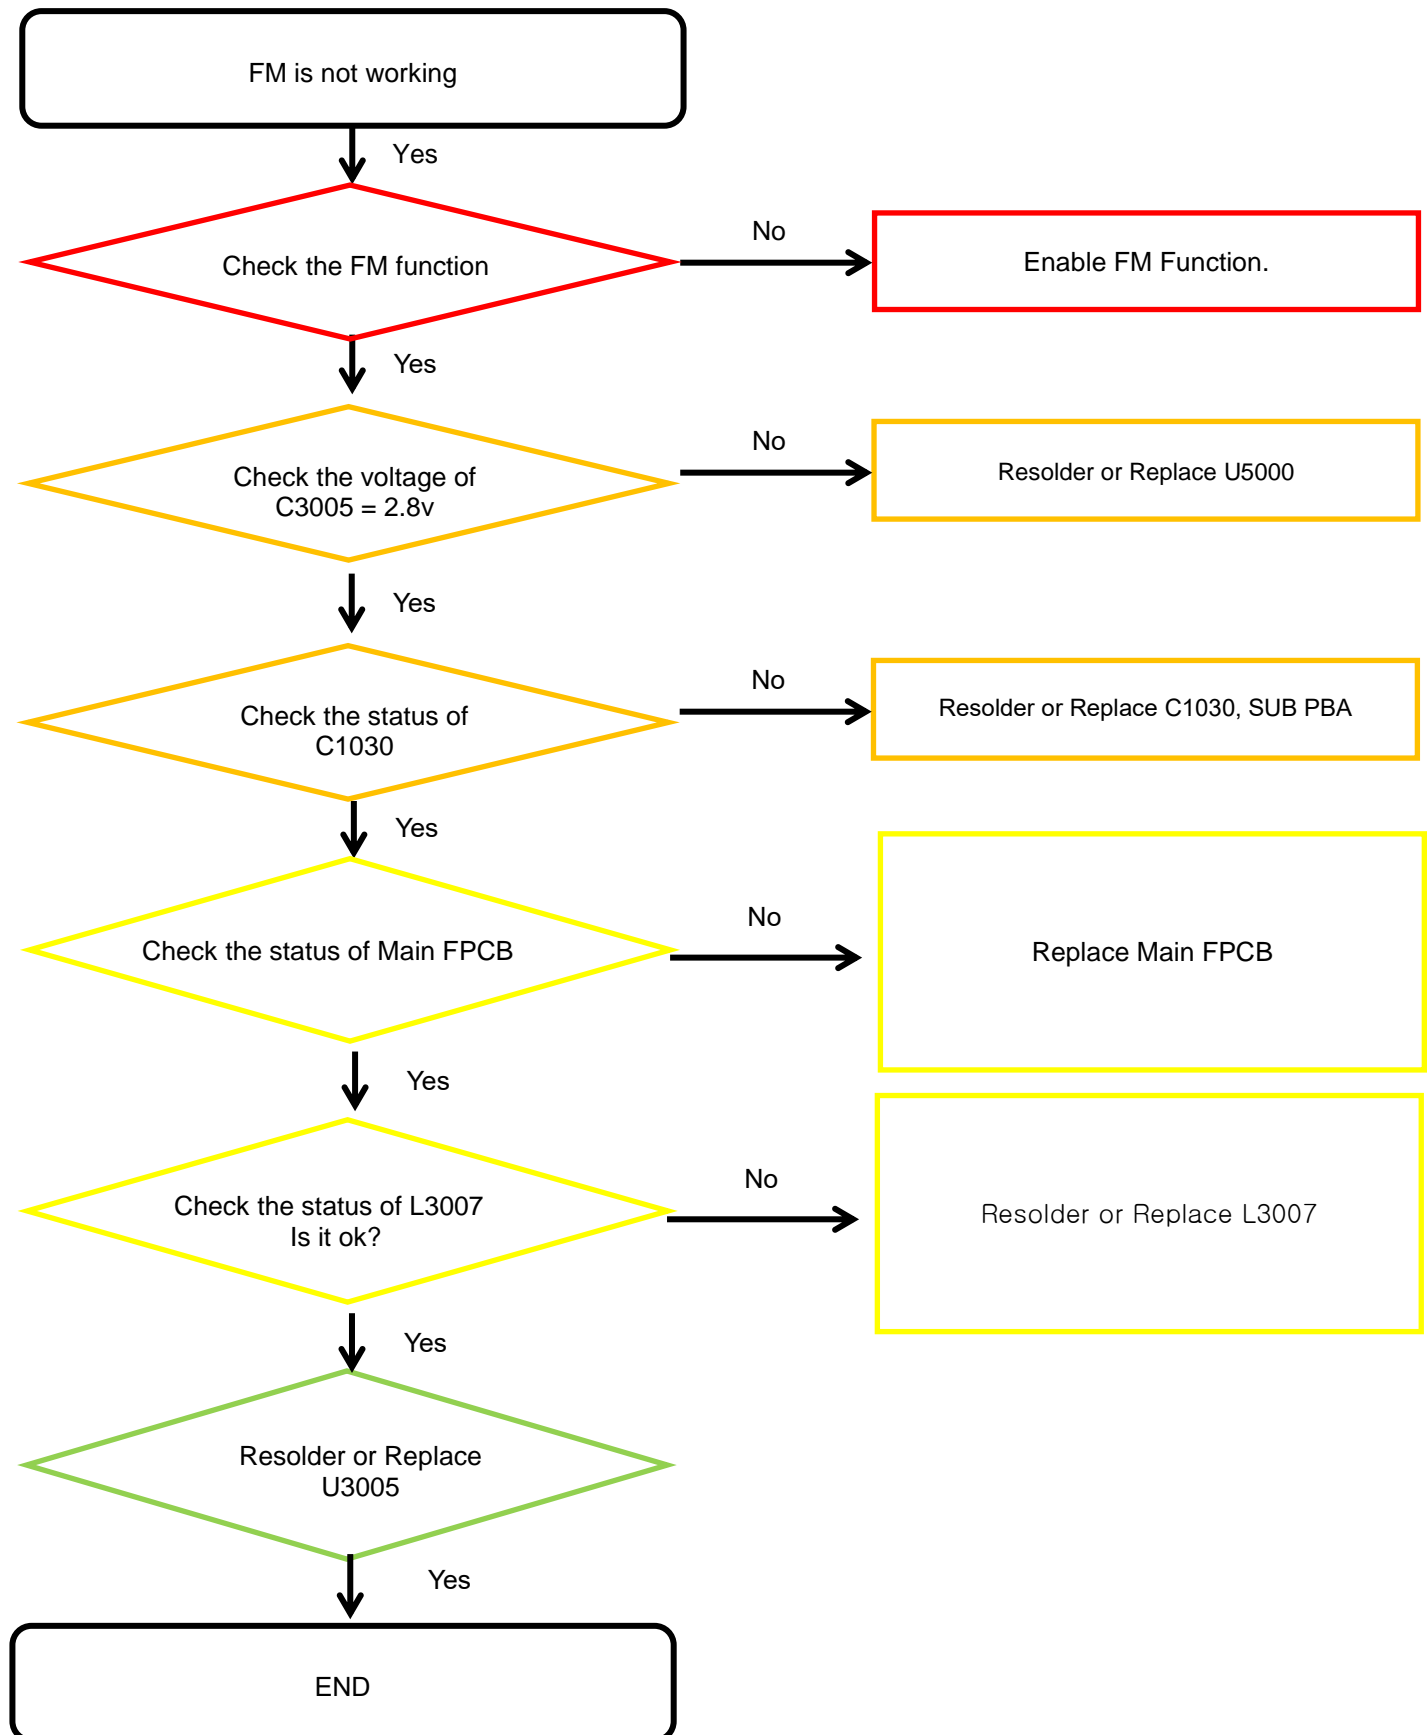 FM is not working
Yes
Check the FM function
No
Enable FM Function.
Yes
Check the voltage of
C3005 = 2.8v
No
Resolder or Replace U5000
Yes
Check the status of
C1030
No
Resolder or Replace C1030, SUB PBA
Yes
Check the status of Main FPCB
No
Replace Main FPCB
Yes
Check the status of L3007
Is it ok?
No
Resolder or Replace L3007
Yes
Resolder or Replace
U3005
Yes
END